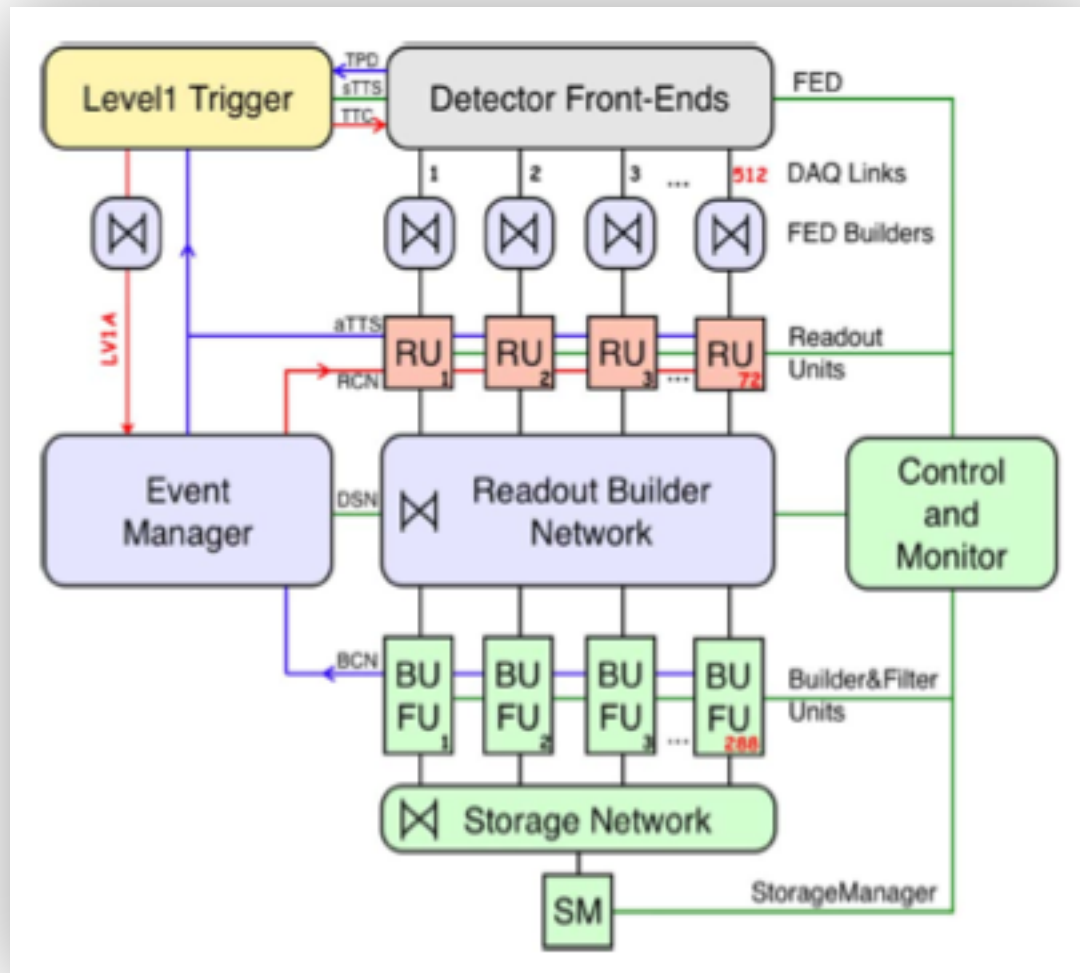 TPD
Level1 Trigger
sTTS
TTC
Detector Front-Ends
FED
1
2
3
...
512
DAQ Links
FED Builders
LV1A
aTTS
RCN
RU
1
RU
2
RU
3
...
RU
72
Readout
Units
Event
Manager
DSN
Readout Builder
Network
Control
and
Monitor
BCN
BU
FU
1
BU
FU
2
BU
FU
3
...
BU
FU
288
Builder&Filter
Units
Storage Network
SM
StorageManager